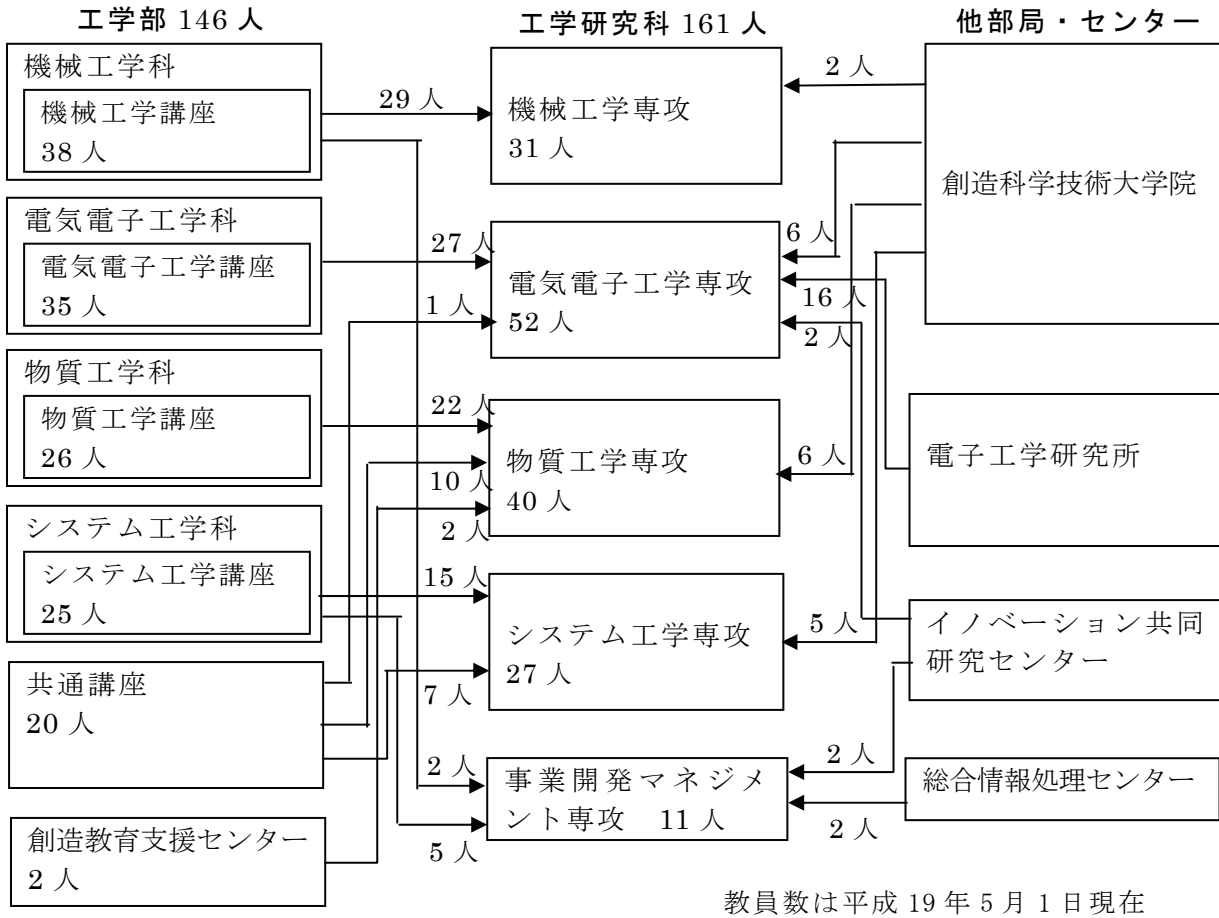 工学部 146 人
工学研究科 161 人
他部局・センター
機械工学科
機械工学講座
38 人
電気電子工学科
電気電子工学講座
35 人
物質工学科
物質工学講座
26 人
システム工学科
システム工学講座
25 人
共通講座
20 人
創造教育支援センター
2 人
29 人
27 人
1 人
22 人
10 人
2 人
15 人
7 人
2 人
5 人
機械工学専攻
31 人
電気電子工学専攻
52 人
物質工学専攻
40 人
システム工学専攻
27 人
事業開発マネジメ
ント専攻 11 人
2 人
6 人
16 人
2 人
6 人
5 人
2 人
2 人
創造科学技術大学院
電子工学研究所
イノベーション共同
研究センター
総合情報処理センター
教員数は平成 19 年 5 月 1 日現在